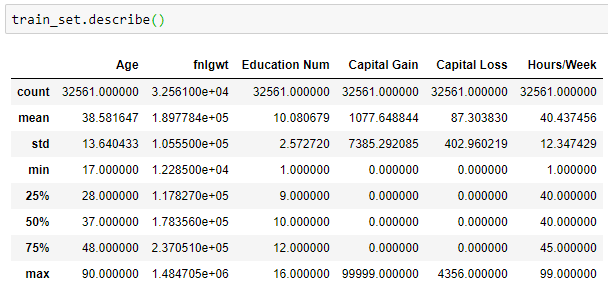 train_set.describe()
Age fnlgwt Education Num Capital Gain Capital Loss Hours/Week
count 32561.000000 3.256100e+04 32561.000000 32561.000000 32561.000000 32561.000000
mean 38.581647 1.897784e+05 10.080679 1077.648844 87.303830 40.437456
std 13.640433 1.055500e+05 2.572720 7385.292085 402.960219 12.347429
min 17.000000 1.228500e+04 1.000000 0.000000 0.000000 1.000000
25% 28.000000 1.178270e+05 9.000000 0.000000 0.000000 40.000000
50% 37.000000 1.783560e+05 10.000000 0.000000 0.000000 40.000000
75% 48.000000 2.370510e+05 12.000000 0.000000 0.000000 45.000000
max 90.000000 1.484705e+06 16.000000 99999.000000 4356.000000 99.000000